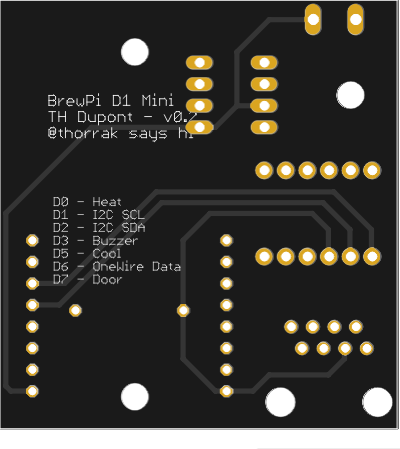 BrewPi D1 Mini
TH Dupont - v0.2
@thorrak says hi
D0 - Heat
D1 - I2C SCL
D2 - I2C SDA
D3 - Buzzer
D5 - Cool
D6 - OneWire Data
D7 - Door